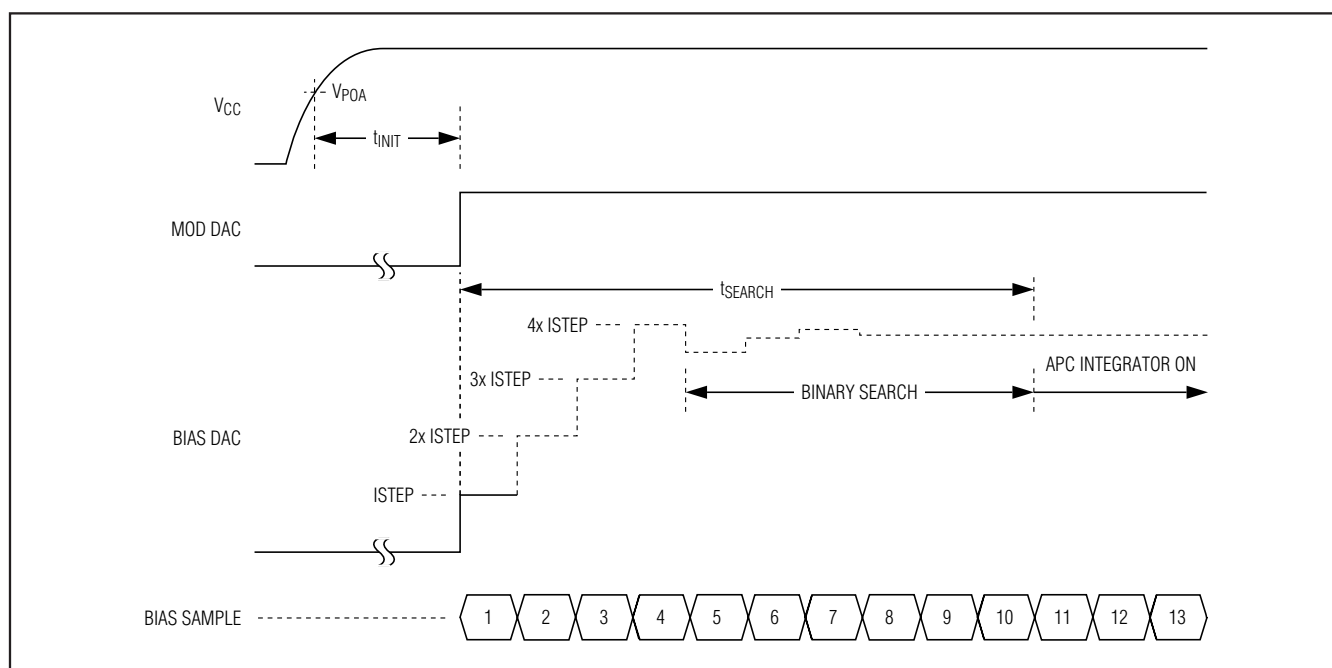 VCC
VPOA
tINIT
MOD DAC
tSEARCH
4x ISTEP
3x ISTEP
APC INTEGRATOR ON
BINARY SEARCH
BIAS DAC
2x ISTEP
ISTEP
BIAS SAMPLE
1 2 3 4 5 6 7 8 9 10 11 12 13